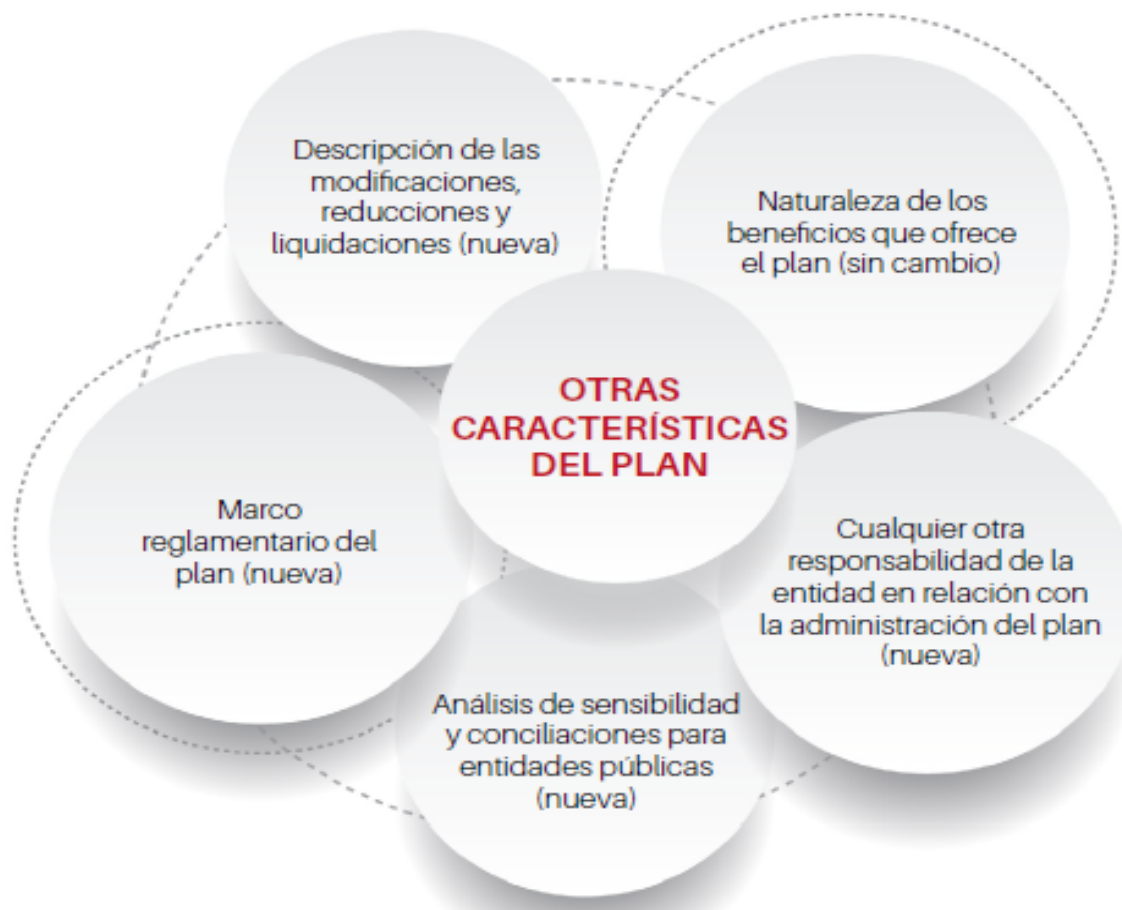 Descripción de las
modificaciones,
reducciones y
liquidaciones (nueva)
Naturaleza de los
beneficios que ofrece
el plan (sin cambio)
OTRAS
CARACTERÍSTICAS
DEL PLAN
Marco
reglamentario del
plan (nueva)
Cualquier otra
responsabilidad de la
entidad en relación con
la administración del plan
(nueva)
Análisis de sensibilidad
y conciliaciones para
entidades públicas
(nueva)